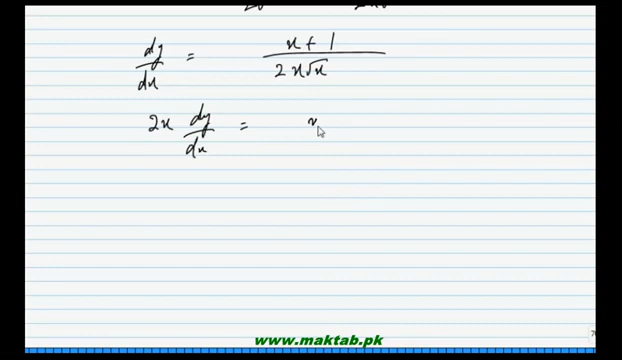 dy/dx = x + 1 / 2x√x
2x dy/dx = x
www.maktab.pk